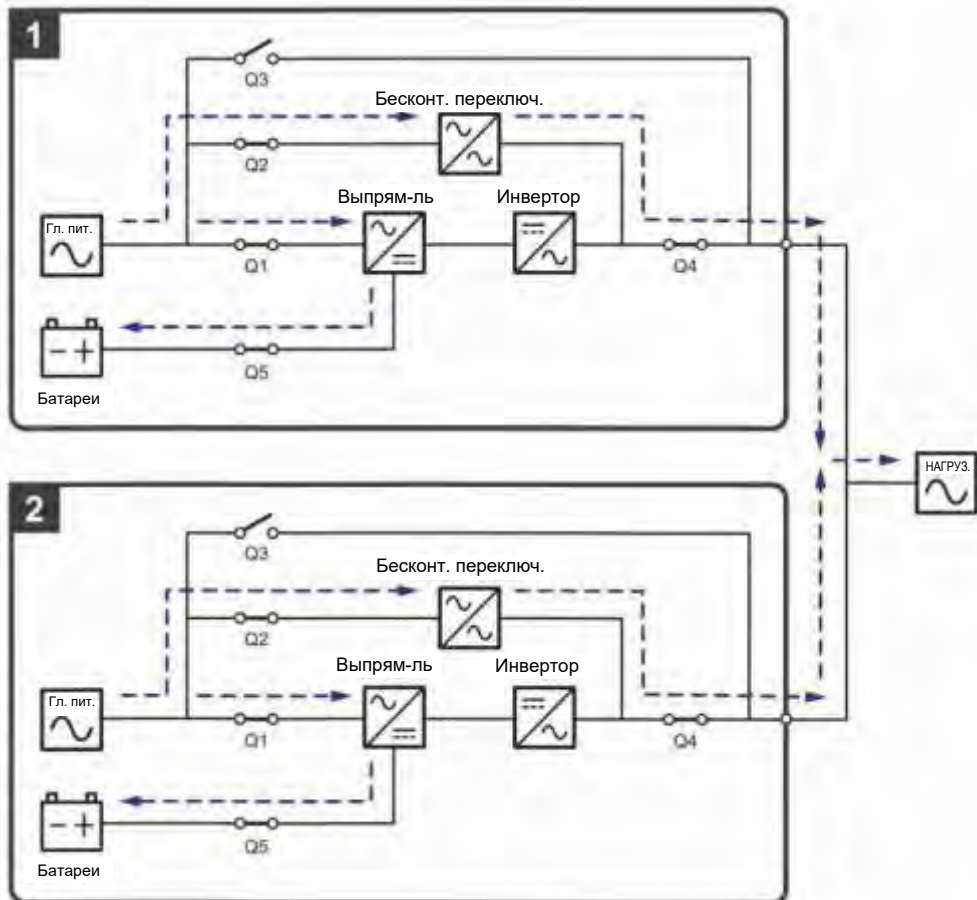 1
Q3
Бесконт. переключ.
Q2
Выпрям-ль
Инвертор
Гл. пит.
Q1
Q4
Q5
Батареи
НАГРУЗ.
2
Q3
Бесконт. переключ.
Q2
Выпрям-ль
Инвертор
Гл. пит.
Q1
Q4
Q5
Батареи